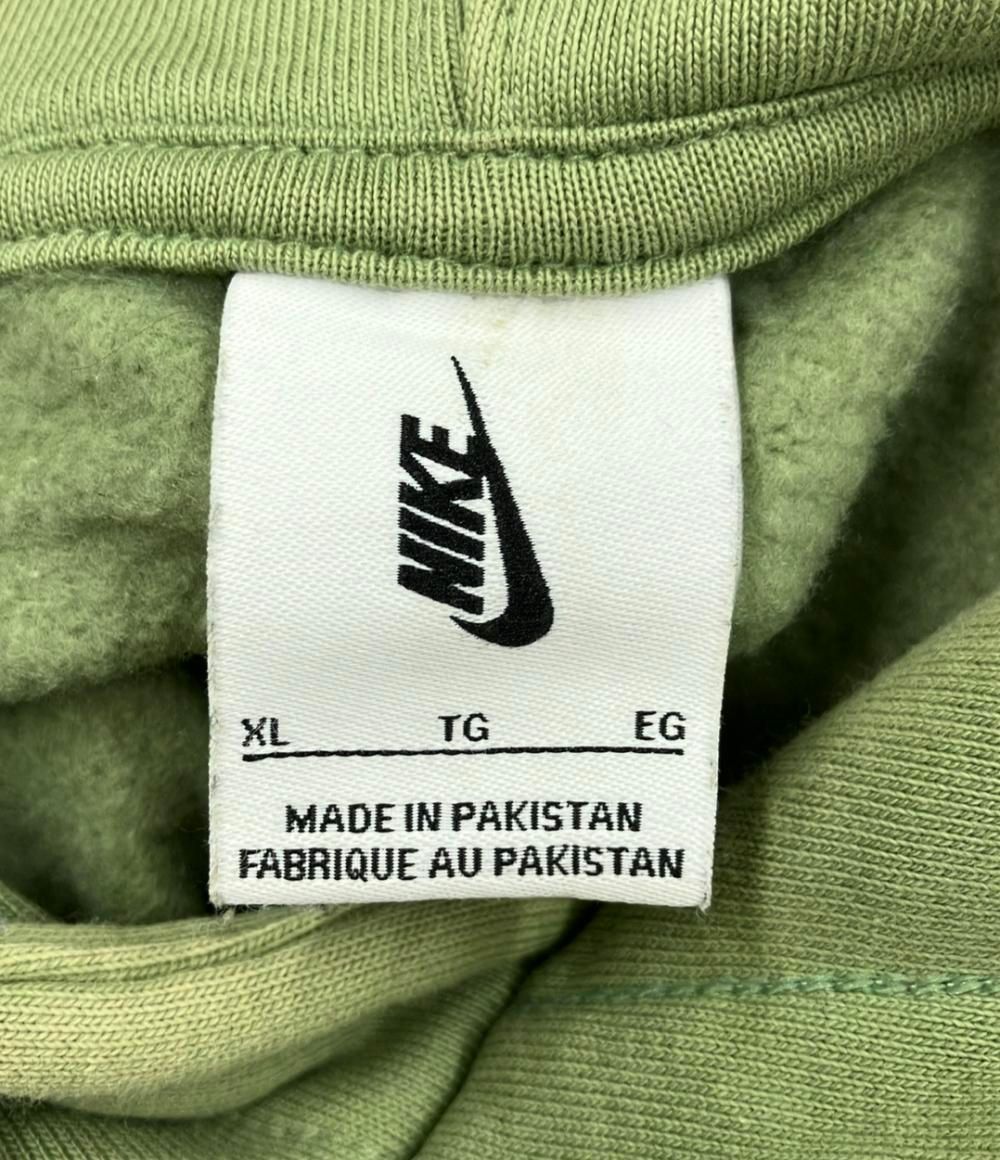 NIKE
XL TG EG
MADE IN PAKISTAN
FABRIQUE AU PAKISTAN